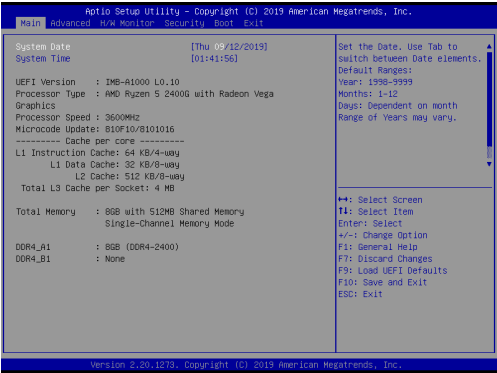 Aptio Setup Utility – Copyright (C) 2019 American Megatrends, Inc.
Main Advanced H/W Monitor Security Boot Exit
System Date [Thu 09/12/2019]
System Time [01:41:56]
UEFI Version : IMB-A1000 L0.10
Processor Type : AMD Ryzen 5 2400G with Radeon Vega
Graphics
Processor Speed : 3600MHz
Microcode Update: 810F10/8101016
--------- Cache per core ---------
L1 Instruction Cache: 64 KB/4-way
L1 Data Cache: 32 KB/8-way
L2 Cache: 512 KB/8-way
Total L3 Cache per Socket: 4 MB
Total Memory : 8GB with 512MB Shared Memory
Single-Channel Memory Mode
DDR4_A1 : 8GB (DDR4-2400)
DDR4_B1 : None
Set the Date. Use Tab to
switch between Date elements.
Default Ranges:
Year: 1998-9999
Months: 1-12
Days: Dependent on month
Range of Years may vary.
↔: Select Screen
↑↓: Select Item
Enter: Select
+/-: Change Option
F1: General Help
F7: Discard Changes
F9: Load UEFI Defaults
F10: Save and Exit
ESC: Exit
Version 2.20.1273. Copyright (C) 2019 American Megatrends, Inc.